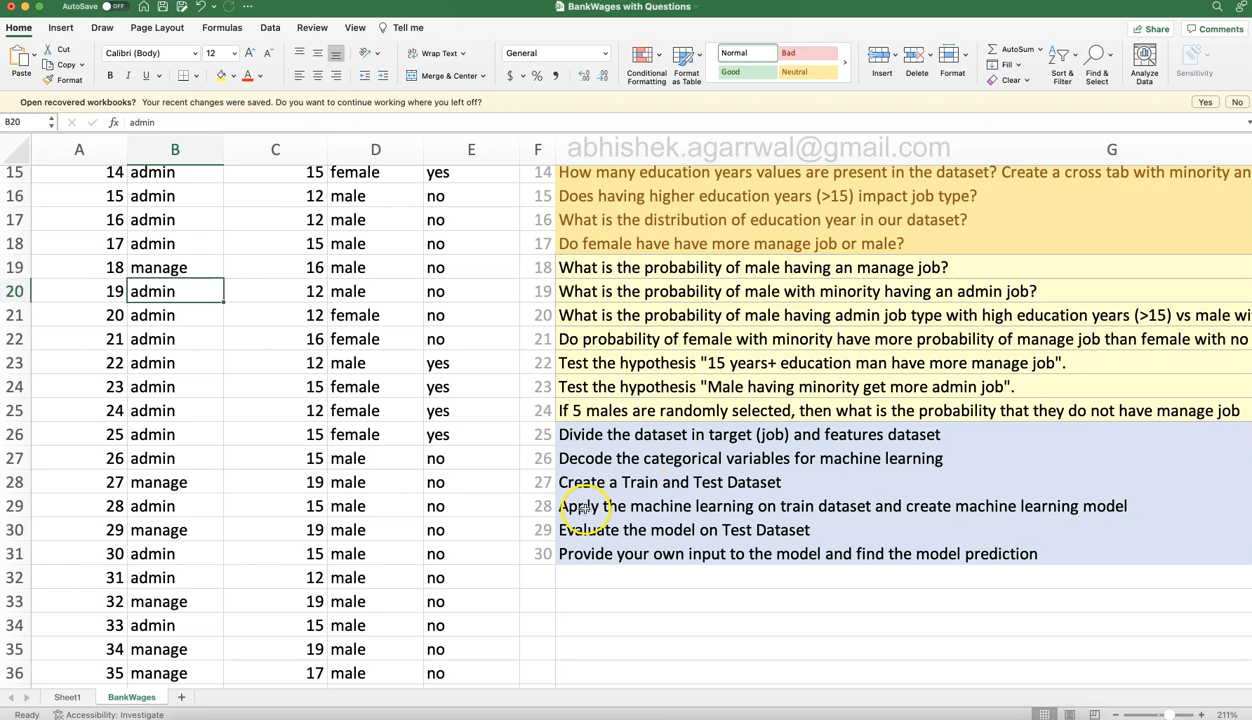 AutoSave OFF BankWages with Questions
Home Insert Draw Page Layout Formulas Data Review View Tell me Share Comments
Paste Cut Copy Format Calibri (Body) 12 Wrap Text Merge & Center General Conditional Formatting Format as Table Normal Bad Good Neutral Insert Delete Format AutoSum Fill Clear Sort & Filter Find & Select Analyze Data Sensitivity
Open recovered workbooks? Your recent changes were saved. Do you want to continue working where you left off? Yes No
B20 fx admin
abhishek.agarrwal@gmail.com
A B C D E F G
15 14 admin 15 female yes 14 How many education years values are present in the dataset? Create a cross tab with minority an
16 15 admin 12 male no 15 Does having higher education years (>15) impact job type?
17 16 admin 12 male no 16 What is the distribution of education year in our dataset?
18 17 admin 15 male no 17 Do female have have more manage job or male?
19 18 manage 16 male no 18 What is the probability of male having an manage job?
20 19 admin 12 male no 19 What is the probability of male with minority having an admin job?
21 20 admin 12 female no 20 What is the probability of male having admin job type with high education years (>15) vs male wi
22 21 admin 16 female no 21 Do probability of female with minority have more probability of manage job than female with no
23 22 admin 12 male yes 22 Test the hypothesis "15 years+ education man have more manage job".
24 23 admin 15 female yes 23 Test the hypothesis "Male having minority get more admin job".
25 24 admin 12 female yes 24 If 5 males are randomly selected, then what is the probability that they do not have manage job
26 25 admin 15 female yes 25 Divide the dataset in target (job) and features dataset
27 26 admin 15 male no 26 Decode the categorical variables for machine learning
28 27 manage 19 male no 27 Create a Train and Test Dataset
29 28 admin 15 male no 28 Apply the machine learning on train dataset and create machine learning model
30 29 manage 19 male no 29 Evaluate the model on Test Dataset
31 30 admin 15 male no 30 Provide your own input to the model and find the model prediction
32 31 admin 12 male no
33 32 manage 19 male no
34 33 admin 15 male no
35 34 manage 19 male no
36 35 manage 17 male no
Sheet1 BankWages +
Ready Accessibility: Investigate 211%